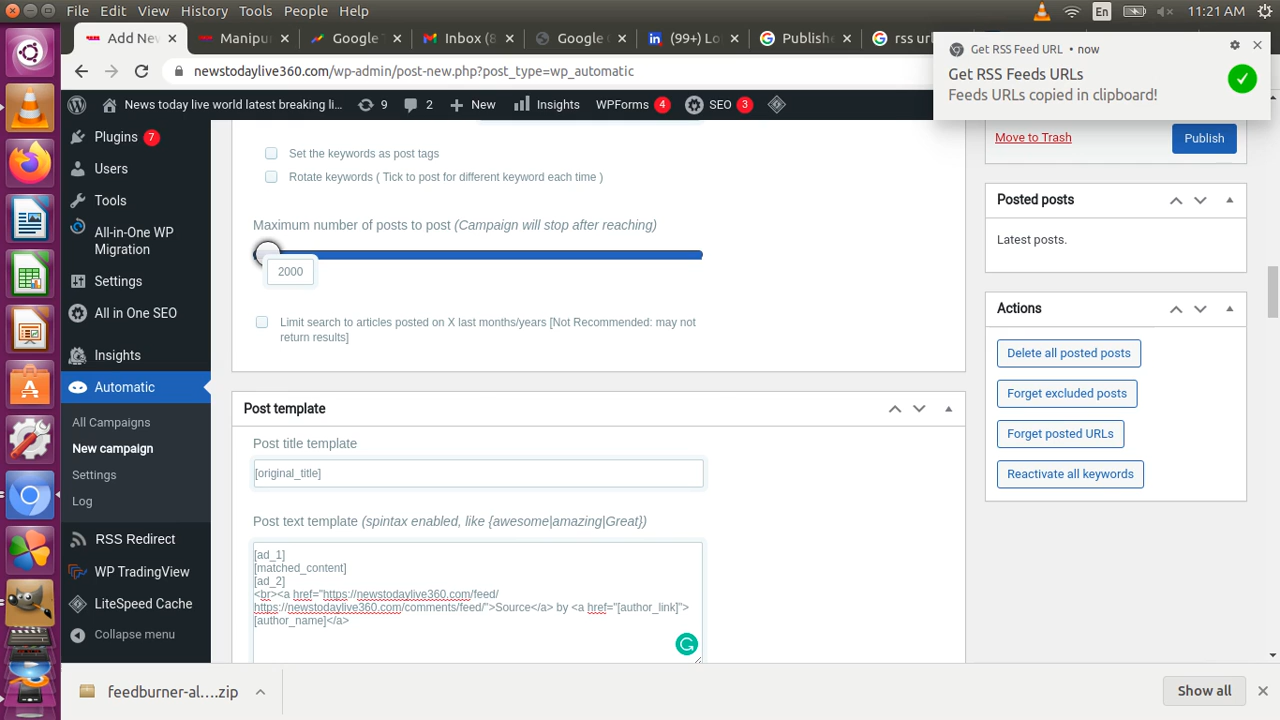 File Edit View History Tools People Help
En 11:21 AM
Add Nev Manipu Google T Inbox (8 Google C (99+) Lo Publishe rss url
newstodaylive360.com/wp-admin/post-new.php?post_type=wp_automatic
Get RSS Feed URL • now
Get RSS Feeds URLs
Feeds URLs copied in clipboard!
News today live world latest breaking li... 9 2 New Insights WPForms 4 SEO 3
Plugins 7
Users
Tools
All-in-One WP
Migration
Settings
All in One SEO
Insights
Automatic
All Campaigns
New campaign
Settings
Log
RSS Redirect
WP TradingView
LiteSpeed Cache
Collapse menu
Set the keywords as post tags
Rotate keywords ( Tick to post for different keyword each time )
Maximum number of posts to post (Campaign will stop after reaching)
2000
Limit search to articles posted on X last months/years [Not Recommended: may not
return results]
Post template
Post title template
[original_title]
Post text template (spintax enabled, like {awesome|amazing|Great})
[ad_1]
[matched_content]
[ad_2]
<br><a href="https://newstodaylive360.com/feed/
https://newstodaylive360.com/comments/feed/">Source</a> by <a href="[author_link]">
[author_name]</a>
Move to Trash Publish
Posted posts
Latest posts.
Actions
Delete all posted posts
Forget excluded posts
Forget posted URLs
Reactivate all keywords
feedburner-al....zip
Show all